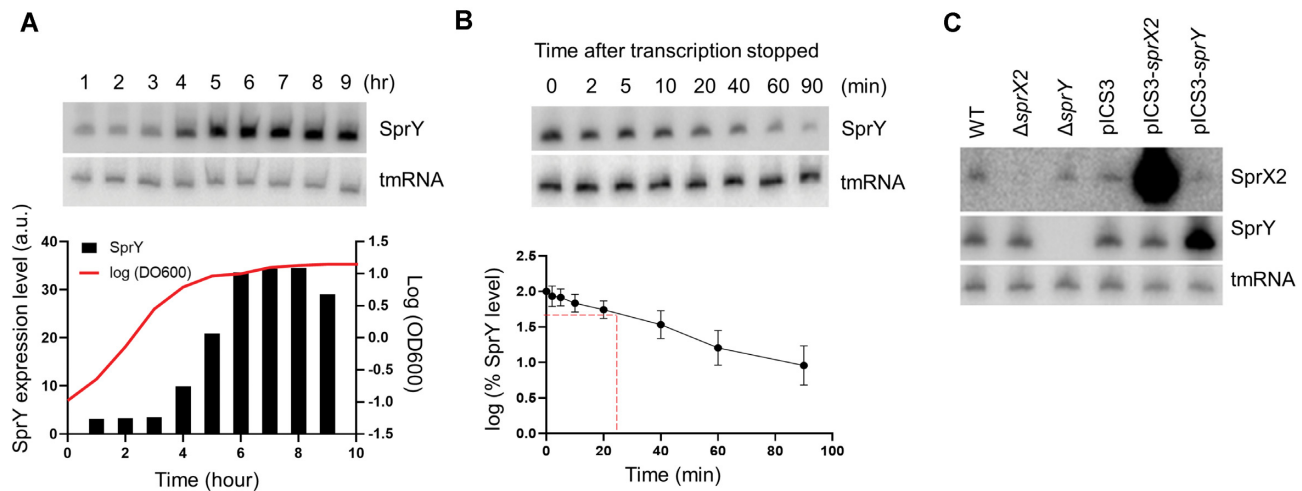 A
1 2 3 4 5 6 7 8 9 (hr)
SprY
tmRNA
SprY expression level (a.u.)
40
30
20
10
0
SprY
log (DO600)
1.5
1.0
0.5
0.0
-0.5
-1.0
-1.5
Log (OD600)
0 2 4 6 8 10
Time (hour)
B
Time after transcription stopped
0 2 5 10 20 40 60 90 (min)
SprY
tmRNA
log (% SprY level)
2.5
2.0
1.5
1.0
0.5
0.0
0 20 40 60 80 100
Time (min)
C
WT
ΔsprX2
ΔsprY
pICS3
pICS3-sprX2
pICS3-sprY
SprX2
SprY
tmRNA